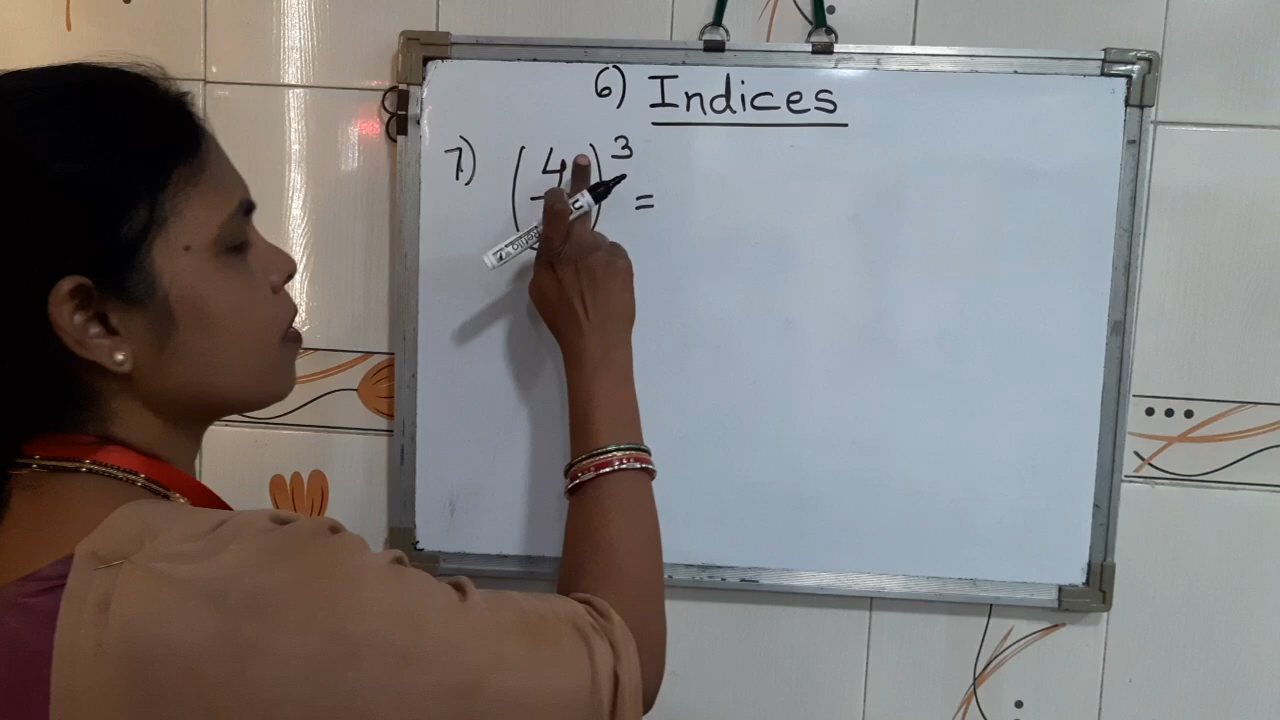 6) Indices
7) (4)³ =